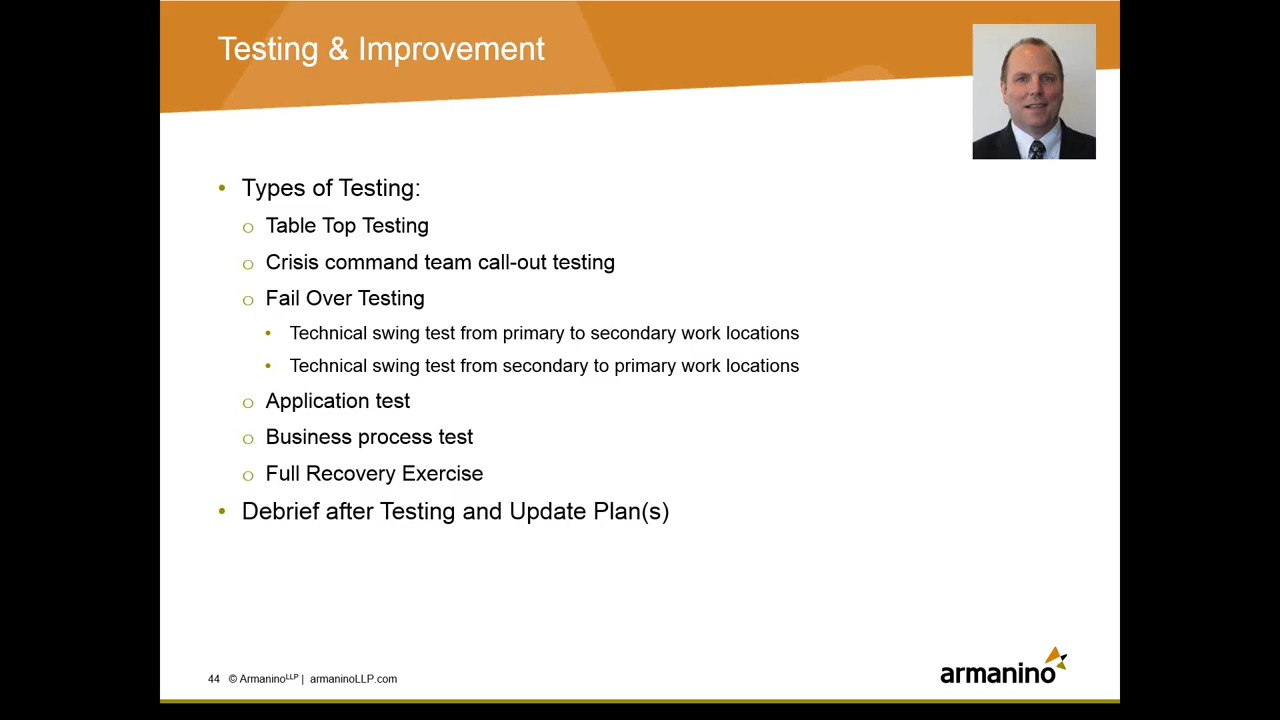 Testing & Improvement
• Types of Testing:
o Table Top Testing
o Crisis command team call-out testing
o Fail Over Testing
• Technical swing test from primary to secondary work locations
• Technical swing test from secondary to primary work locations
o Application test
o Business process test
o Full Recovery Exercise
• Debrief after Testing and Update Plan(s)
44 © ArmaninoLLP | armaninoLLP.com
armanino